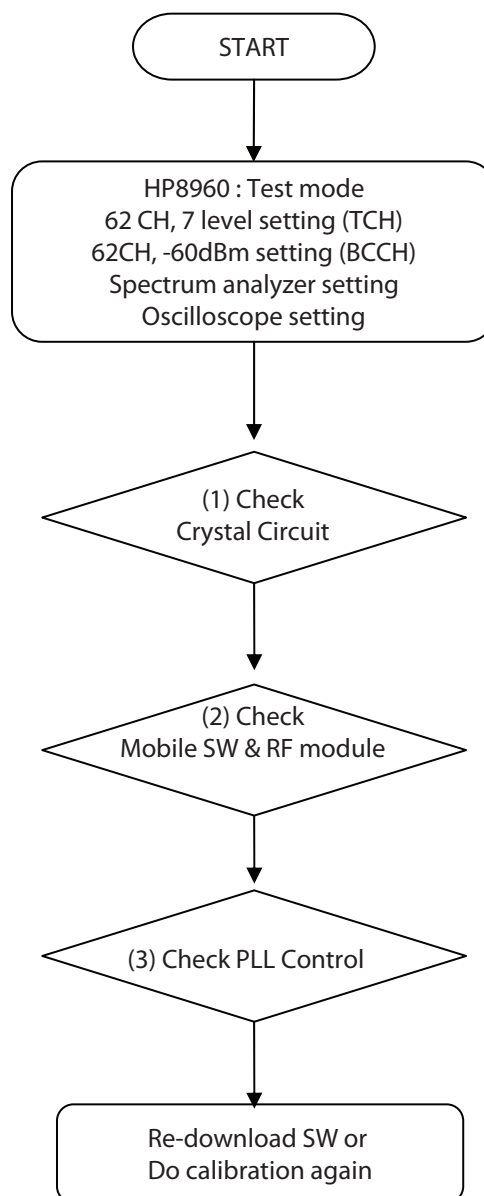 START
HP8960 : Test mode
62 CH, 7 level setting (TCH)
62CH, -60dBm setting (BCCH)
Spectrum analyzer setting
Oscilloscope setting
(1) Check
Crystal Circuit
(2) Check
Mobile SW & RF module
(3) Check PLL Control
Re-download SW or
Do calibration again